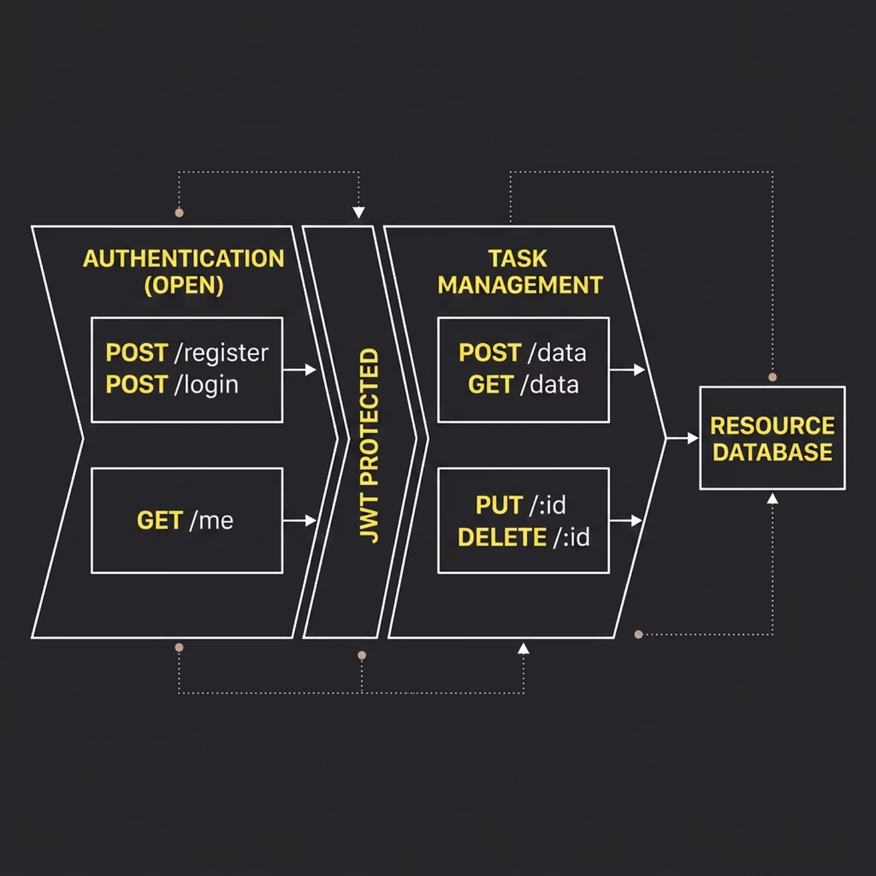 AUTHENTICATION
(OPEN)
POST /register
POST /login
GET /me
JWT PROTECTED
TASK
MANAGEMENT
POST /data
GET /data
PUT /:id
DELETE /:id
RESOURCE
DATABASE